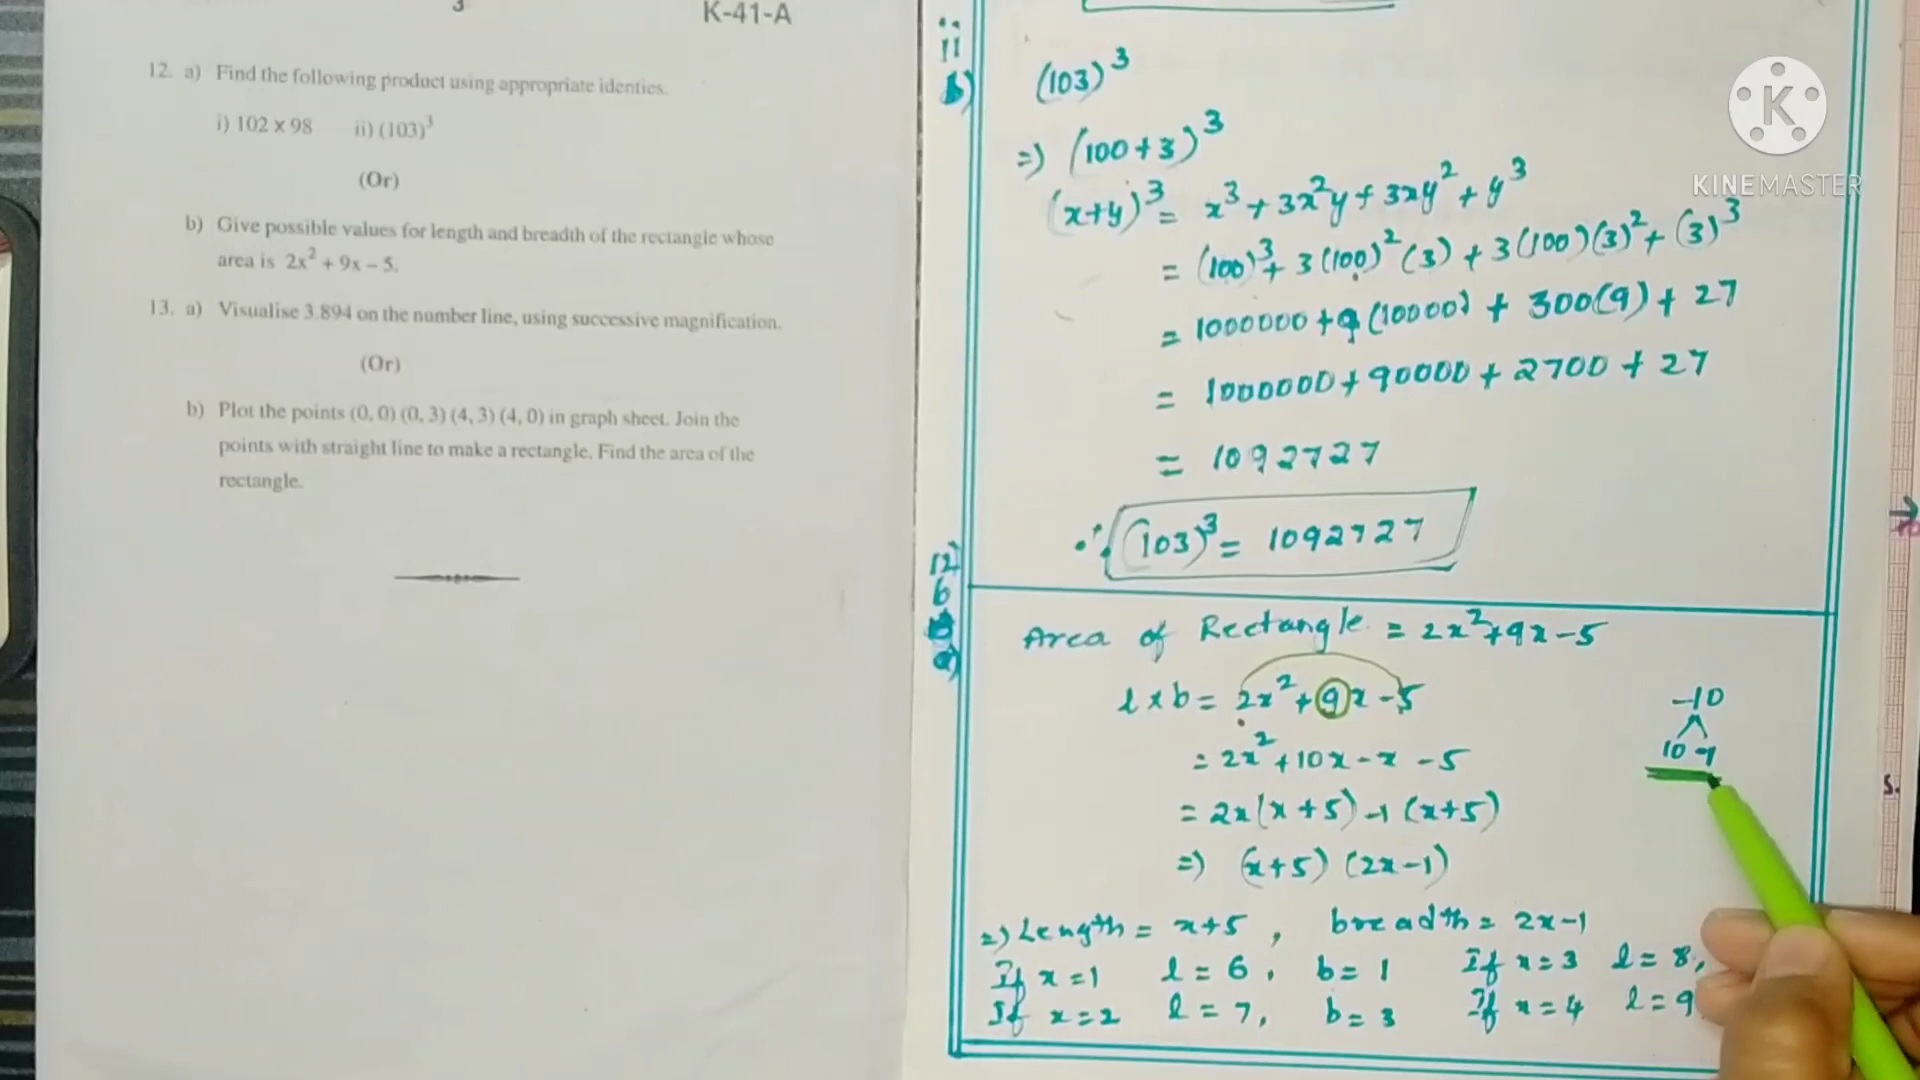 3
K-41-A
12. a) Find the following product using appropriate identies.
i) 102 x 98 ii) (103)³
(Or)
b) Give possible values for length and breadth of the rectangle whose
area is 2x² + 9x – 5.
13. a) Visualise 3.894 on the number line, using successive magnification.
(Or)
b) Plot the points (0, 0) (0, 3) (4, 3) (4, 0) in graph sheet. Join the
points with straight line to make a rectangle. Find the area of the
rectangle.
ii
b)
(103)³
=) (100+3)³
(x+y)³ = x³ + 3x²y + 3xy² + y³
= (100)³ + 3(100)² (3) + 3(100)(3)² + (3)³
= 1000000 + 9 (10000) + 300(9) + 27
= 1000000 + 90000 + 2700 + 27
= 1092727
∴ (103)³ = 1092727
12)
b
a)
Area of Rectangle = 2x²+9x-5
l x b = 2x² + 9x - 5
= 2x² + 10x - x - 5
= 2x(x+5) -1 (x+5)
=) (x+5) (2x-1)
-10
10 -1
=) Length = x+5, breadth = 2x-1
If x=1 l = 6, b = 1 If x=3 l = 8,
If x=2 l = 7, b = 3 If x=4 l = 9
K
KINEMASTER
s.